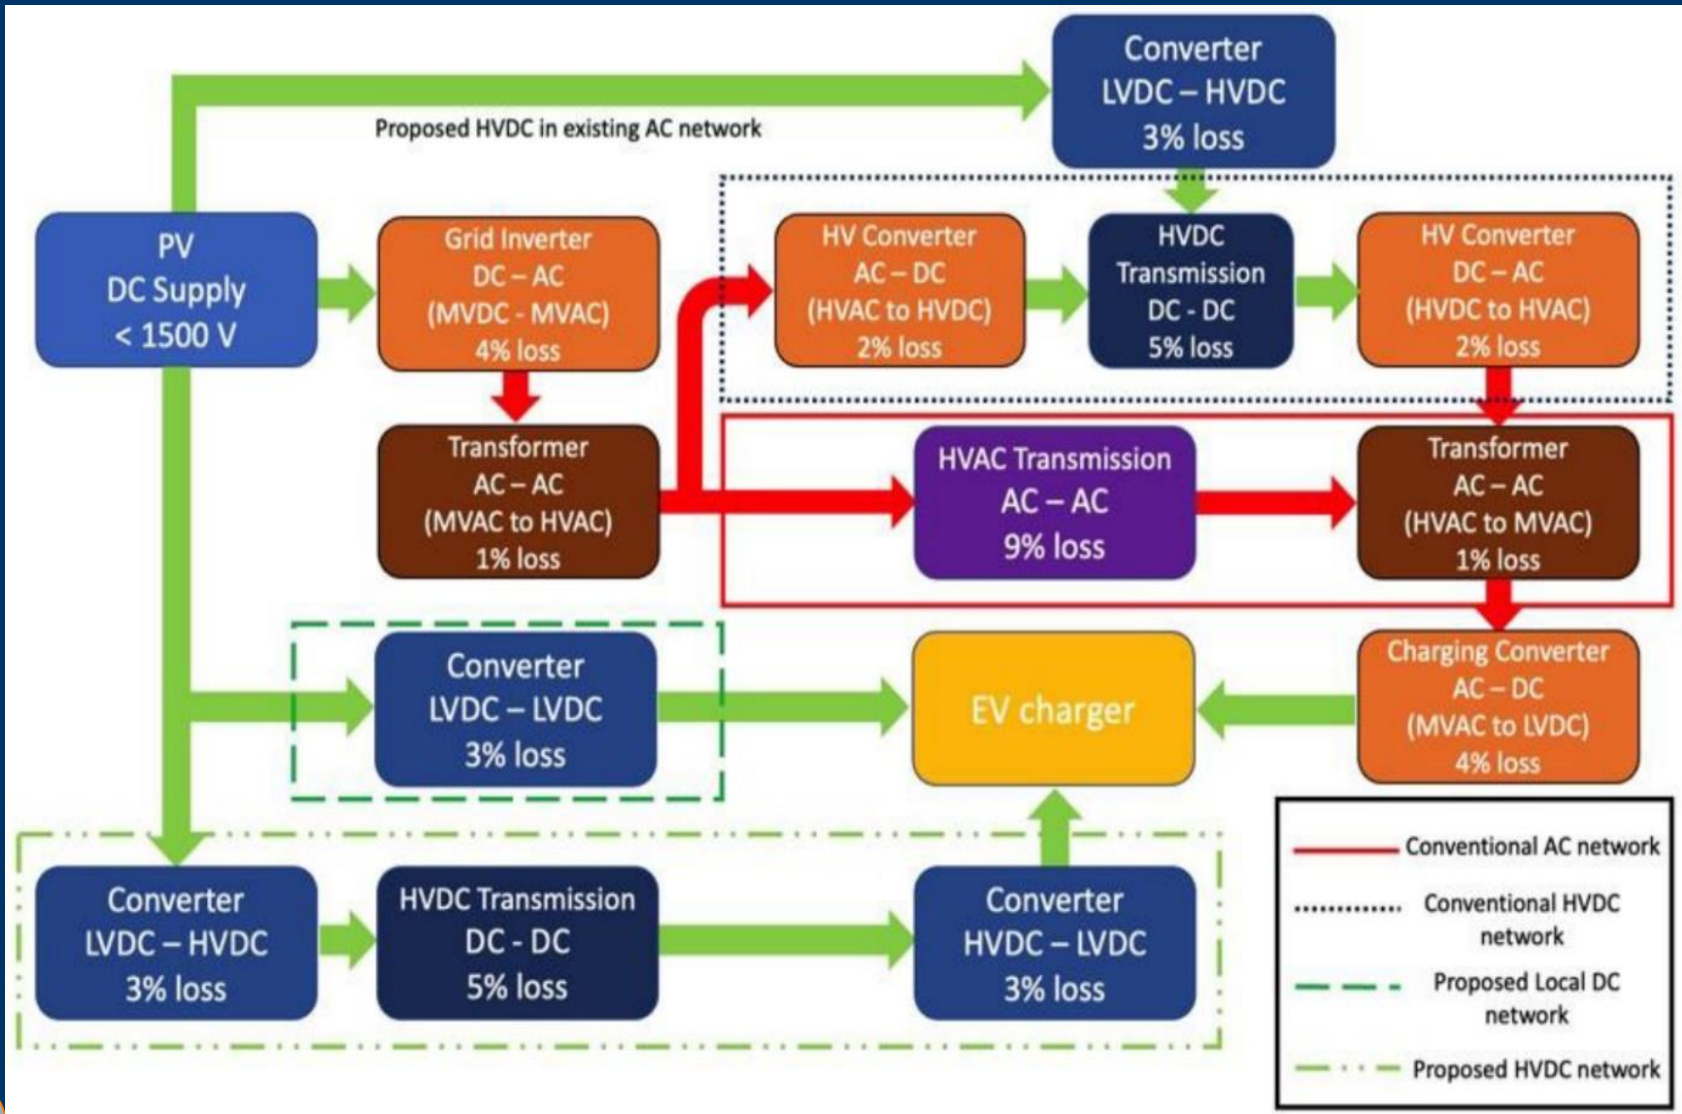 Converter
LVDC – HVDC
3% loss
Proposed HVDC in existing AC network
PV
DC Supply
< 1500 V
Grid Inverter
DC – AC
(MVDC - MVAC)
4% loss
HV Converter
AC – DC
(HVAC to HVDC)
2% loss
HVDC
Transmission
DC - DC
5% loss
HV Converter
DC – AC
(HVDC to HVAC)
2% loss
Transformer
AC – AC
(MVAC to HVAC)
1% loss
HVAC Transmission
AC – AC
9% loss
Transformer
AC – AC
(HVAC to MVAC)
1% loss
Converter
LVDC – LVDC
3% loss
EV charger
Charging Converter
AC – DC
(MVAC to LVDC)
4% loss
Converter
LVDC – HVDC
3% loss
HVDC Transmission
DC - DC
5% loss
Converter
HVDC – LVDC
3% loss
Conventional AC network
Conventional HVDC
network
Proposed Local DC
network
Proposed HVDC network